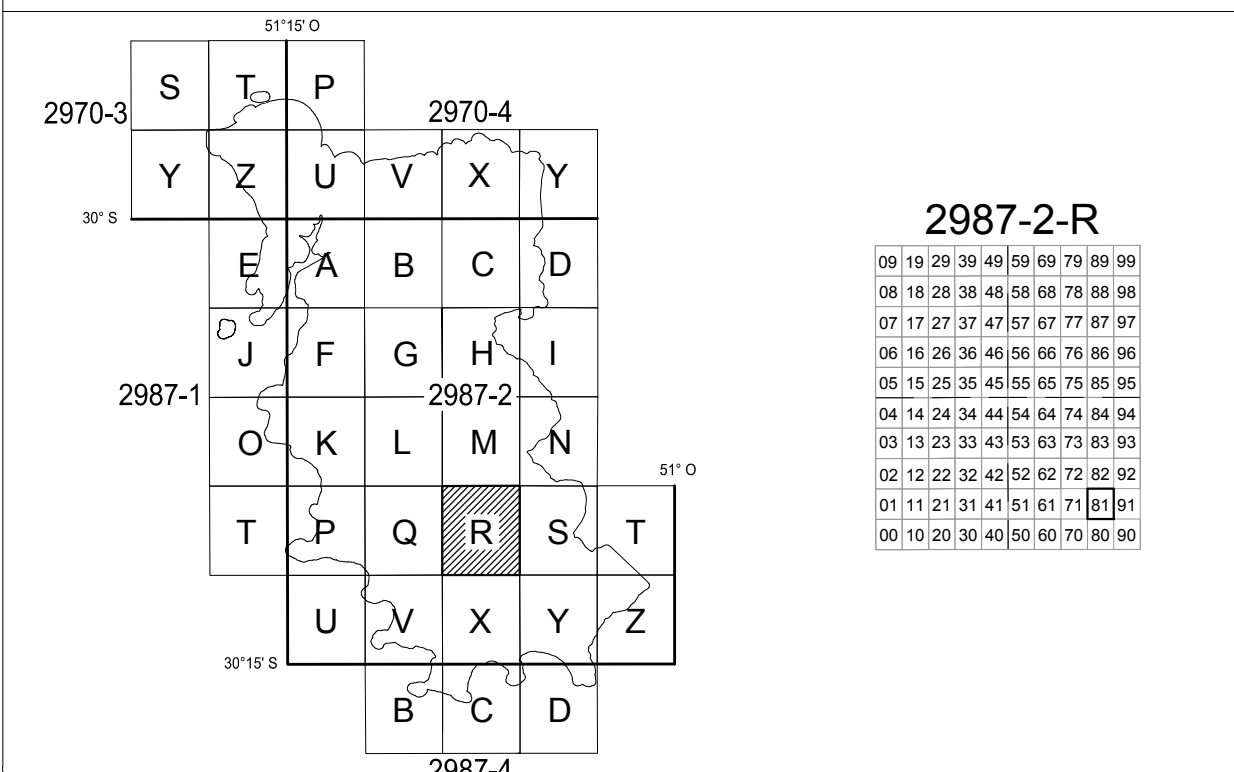 51°15' O
S T P
2970-3 2970-4
Y Z U V X Y
30° S
E A B C D
J F G H I
2987-1 2987-2
O K L M N
51° O
T P Q R S T
U V X Y Z
30°15' S
B C D
2987-4
2987-2-R
09 19 29 39 49 59 69 79 89 99
08 18 28 38 48 58 68 78 88 98
07 17 27 37 47 57 67 77 87 97
06 16 26 36 46 56 66 76 86 96
05 15 25 35 45 55 65 75 85 95
04 14 24 34 44 54 64 74 84 94
03 13 23 33 43 53 63 73 83 93
02 12 22 32 42 52 62 72 82 92
01 11 21 31 41 51 61 71 81 91
00 10 20 30 40 50 60 70 80 90